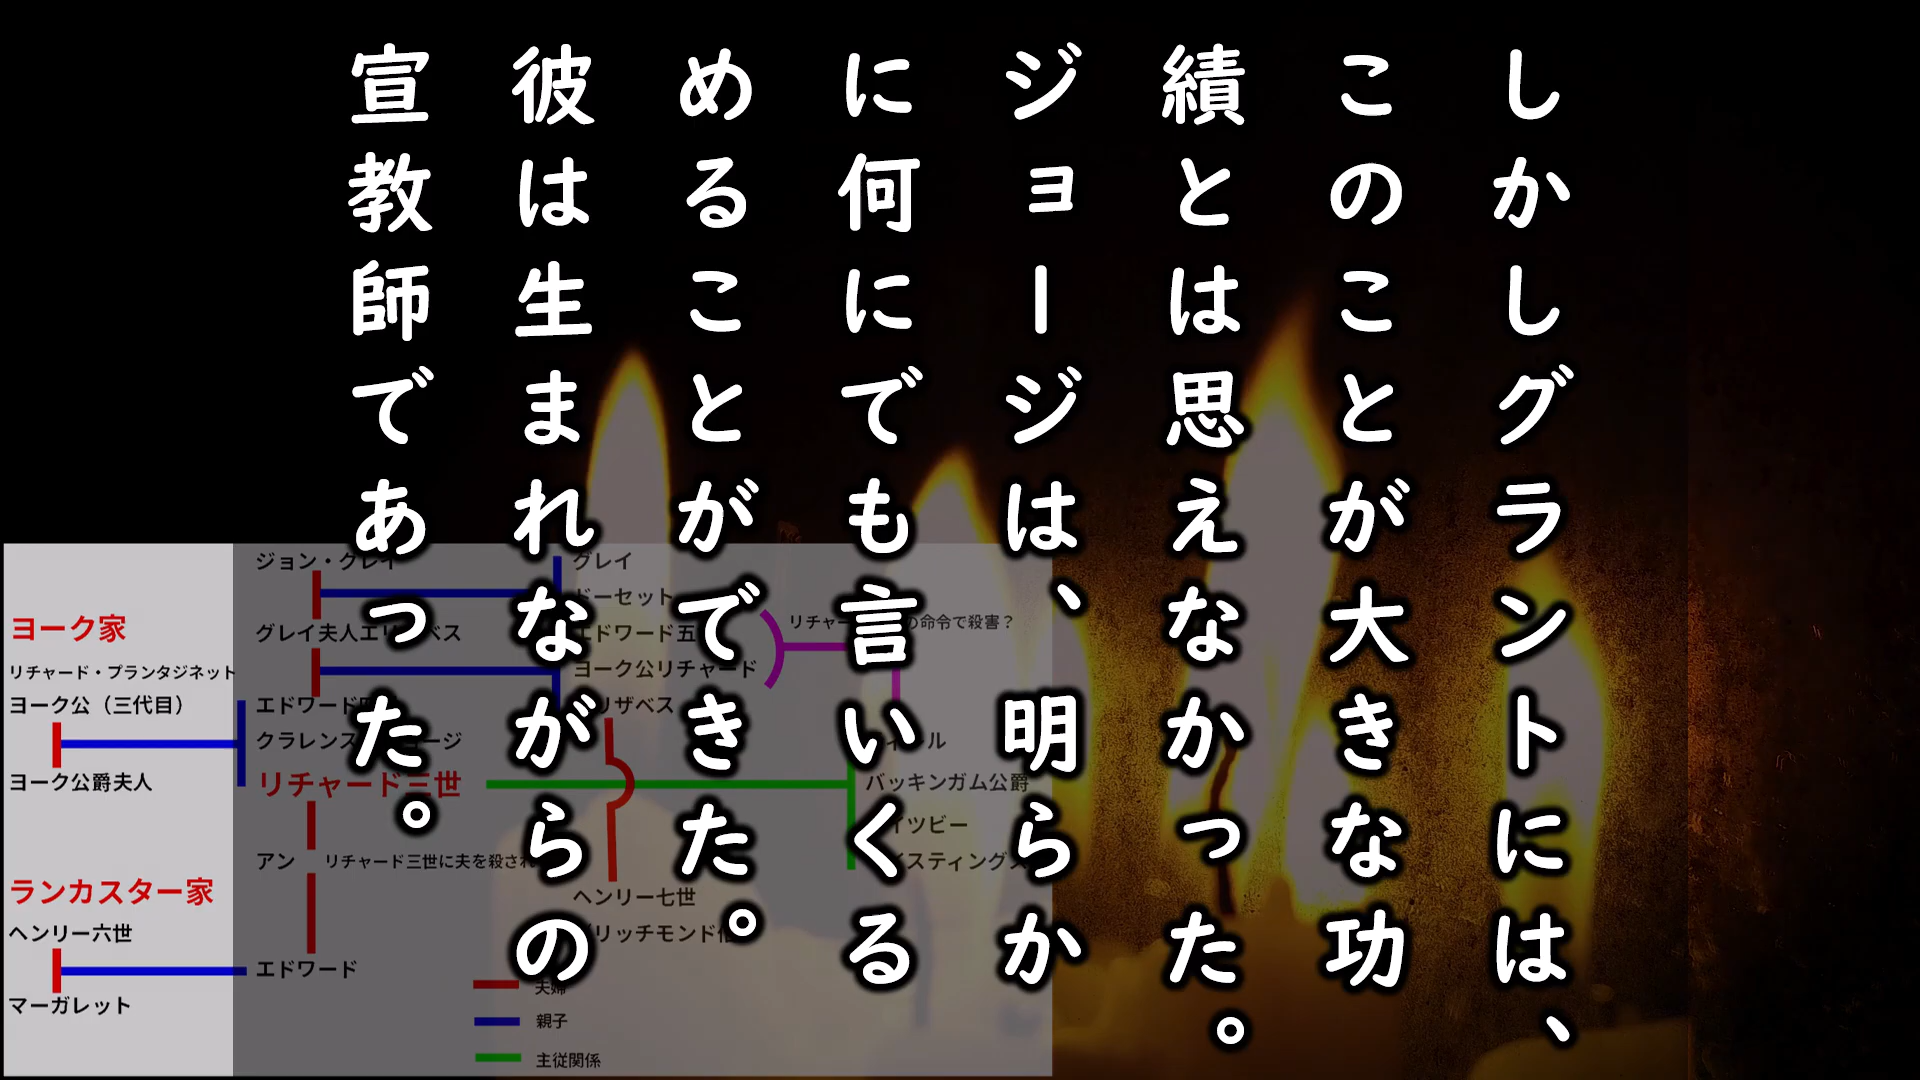 しかしグラントには、
このことが大きな功
績とは思えなかった。
ジョージは、明らか
に何にでも言いくる
めることができた。
彼は生まれながらの
宣教師であった。
ジョン・グレイ
グレイ
ドーセット
ヨーク家
グレイ夫人エリ
ベス
エドワード五
リチャー
の命令で殺害？
リチャード・プランタジネット
ヨーク公リチャード
ヨーク公（三代目）
エドワード
リザベス
クラレンス
ージ
ル
ヨーク公爵夫人
リチャード三世
バッキンガム公爵
イツビー
アン
リチャード三世に夫を殺され
イスティングス
ランカスター家
ヘンリー七世
ヘンリー六世
リッチモンド伯
エドワード
マーガレット
夫婦
親子
主従関係